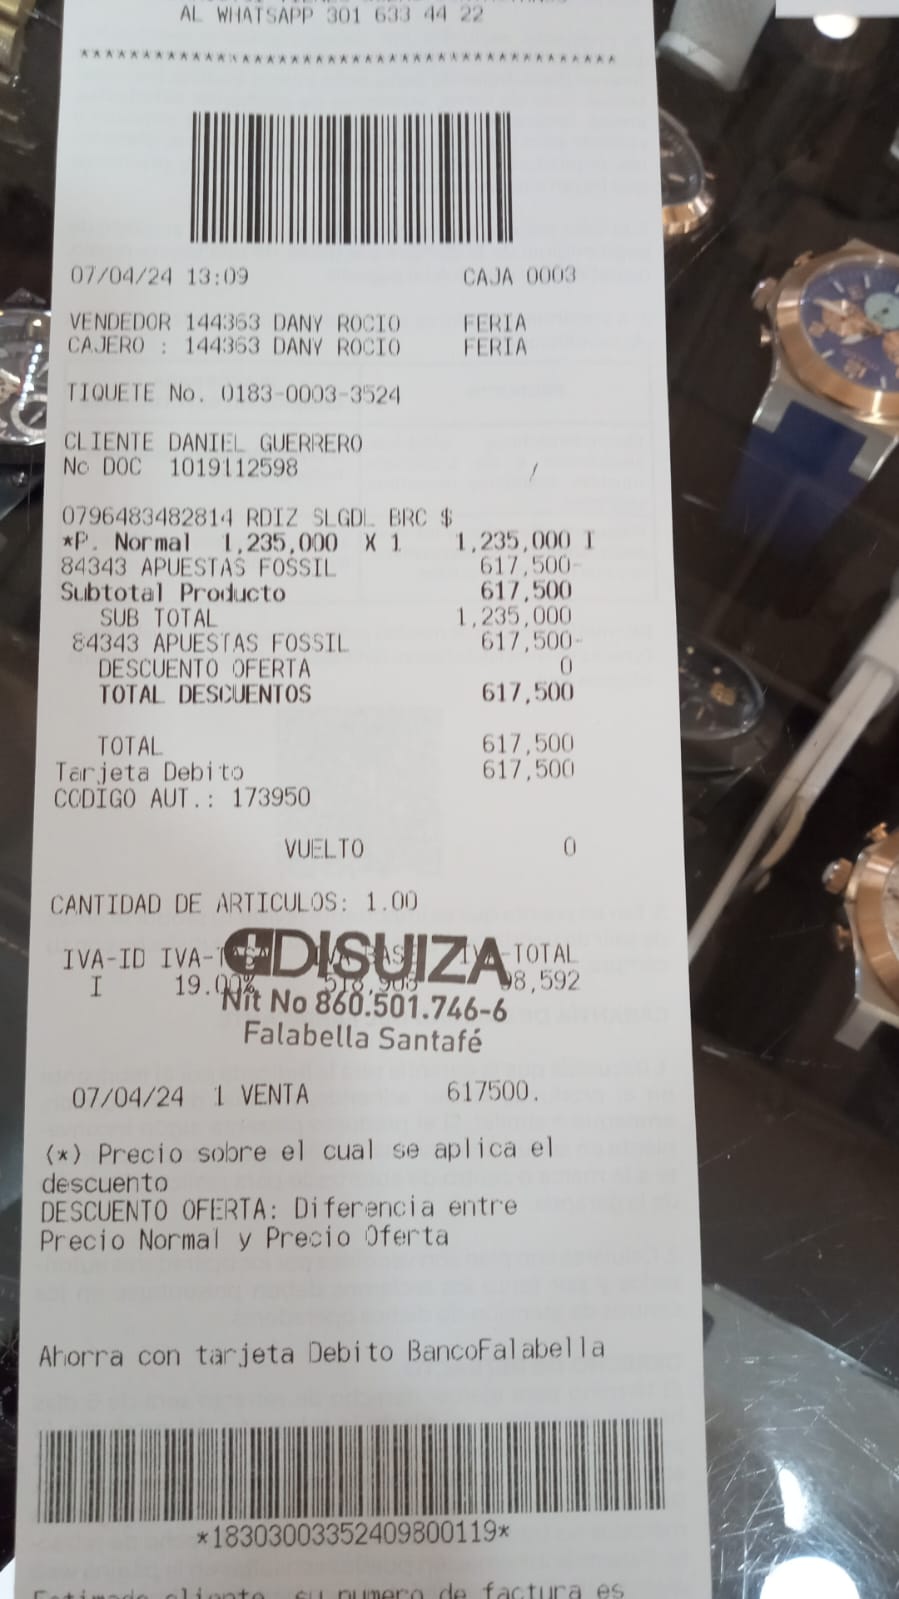 AL WHATSAPP 301 633 44 22
07/04/24 13:09 CAJA 0003
VENDEDOR 144363 DANY ROCIO FERIA
CAJERO : 144363 DANY ROCIO FERIA
TIQUETE No. 0183-0003-3524
CLIENTE DANIEL GUERRERO
No DOC 1019112598 /
0796483482814 RDIZ SLGDL BRC $
*P. Normal 1,235,000 X 1 1,235,000 I
84343 APUESTAS FOSSIL 617,500-
Subtotal Producto 617,500
SUB TOTAL 1,235,000
84343 APUESTAS FOSSIL 617,500-
DESCUENTO OFERTA 0
TOTAL DESCUENTOS 617,500
TOTAL 617,500
Tarjeta Debito 617,500
CODIGO AUT.: 173950
VUELTO 0
CANTIDAD DE ARTICULOS: 1.00
IVA-ID
DISUIZA
I 19.00%
Nit No 860.501.746-6
Falabella Santafé
07/04/24 1 VENTA 617500.
(*) Precio sobre el cual se aplica el
descuento
DESCUENTO OFERTA: Diferencia entre
Precio Normal y Precio Oferta
Ahorra con tarjeta Debito BancoFalabella
*18303003352409800119*